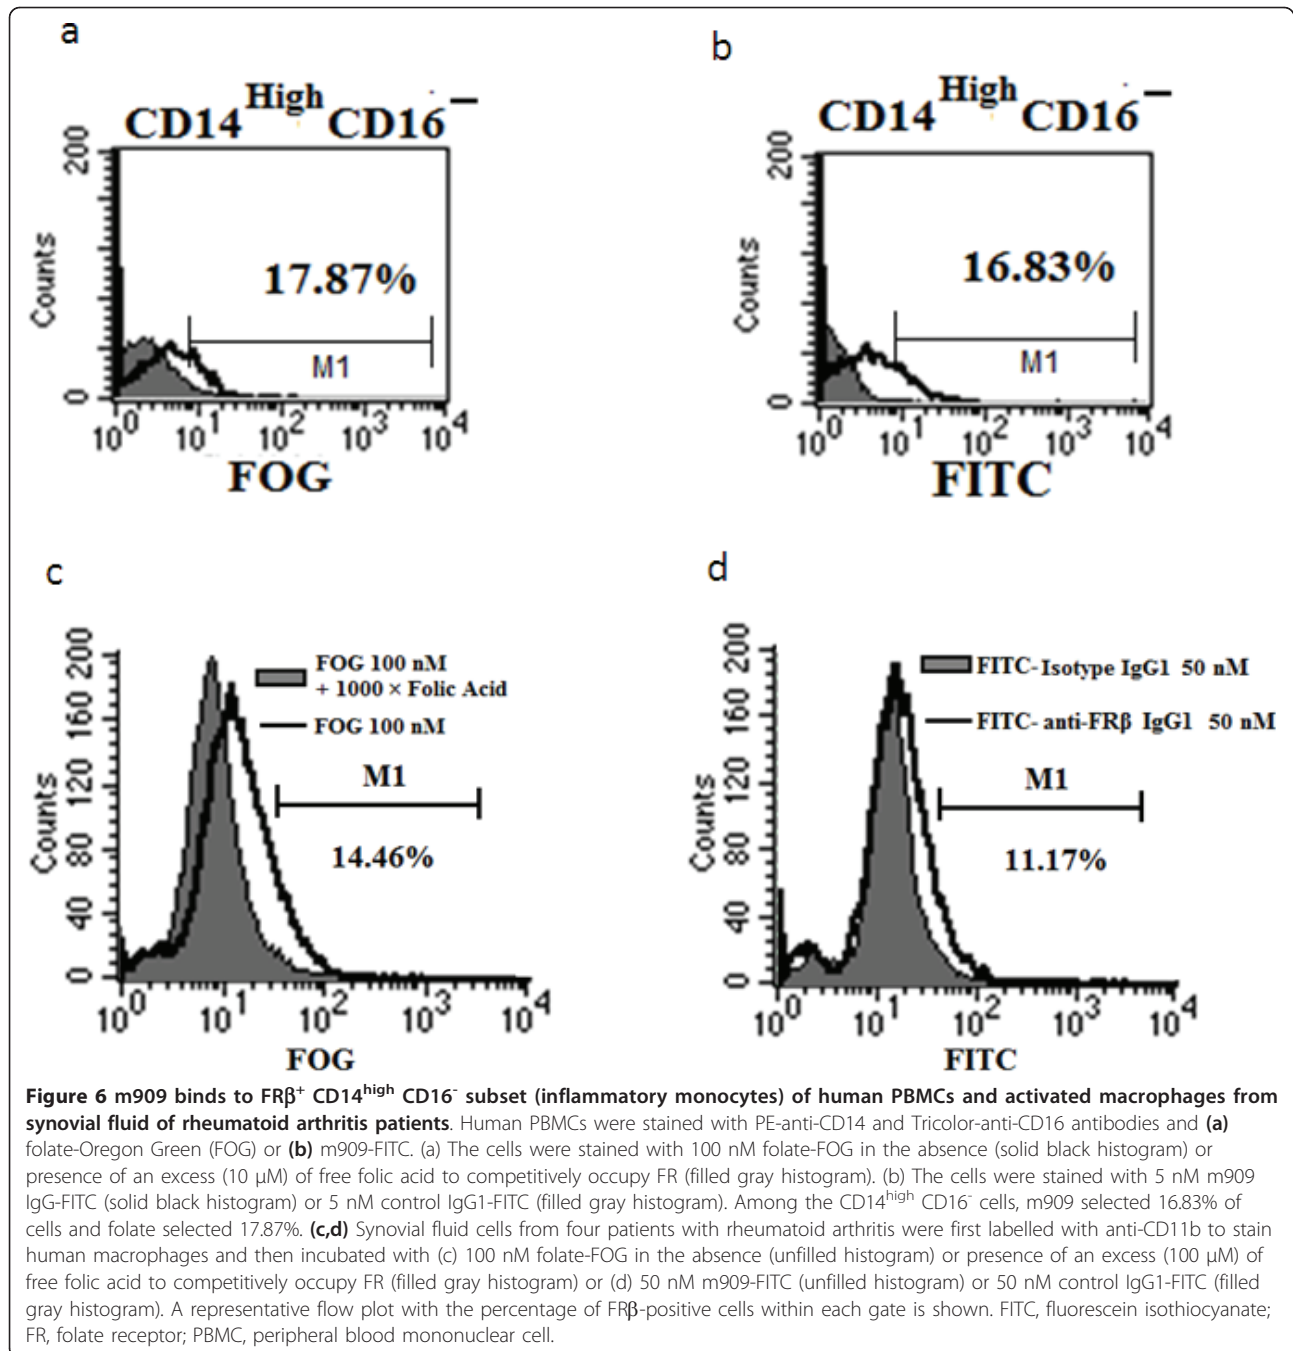 a
CD14 High CD16 −
200
Counts
17.87%
M1
0
10^0 10^1 10^2 10^3 10^4
FOG
b
CD14 High CD16 −
200
Counts
16.83%
M1
0
10^0 10^1 10^2 10^3 10^4
FITC
c
200
160
120
80
40
0
Counts
FOG 100 nM
+ 1000 × Folic Acid
FOG 100 nM
M1
14.46%
10^0 10^1 10^2 10^3 10^4
FOG
d
200
160
120
80
40
0
Counts
FITC-Isotype IgG1 50 nM
FITC- anti-FRβ IgG1 50 nM
M1
11.17%
10^0 10^1 10^2 10^3 10^4
FITC
Figure 6 m909 binds to FRβ⁺ CD14^high CD16⁻ subset (inflammatory monocytes) of human PBMCs and activated macrophages from
synovial fluid of rheumatoid arthritis patients. Human PBMCs were stained with PE-anti-CD14 and Tricolor-anti-CD16 antibodies and (a)
folate-Oregon Green (FOG) or (b) m909-FITC. (a) The cells were stained with 100 nM folate-FOG in the absence (solid black histogram) or
presence of an excess (10 μM) of free folic acid to competitively occupy FR (filled gray histogram). (b) The cells were stained with 5 nM m909
IgG-FITC (solid black histogram) or 5 nM control IgG1-FITC (filled gray histogram). Among the CD14^high CD16⁻ cells, m909 selected 16.83% of
cells and folate selected 17.87%. (c,d) Synovial fluid cells from four patients with rheumatoid arthritis were first labelled with anti-CD11b to stain
human macrophages and then incubated with (c) 100 nM folate-FOG in the absence (unfilled histogram) or presence of an excess (100 μM) of
free folic acid to competitively occupy FR (filled gray histogram) or (d) 50 nM m909-FITC (unfilled histogram) or 50 nM control IgG1-FITC (filled
gray histogram). A representative flow plot with the percentage of FRβ-positive cells within each gate is shown. FITC, fluorescein isothiocyanate;
FR, folate receptor; PBMC, peripheral blood mononuclear cell.